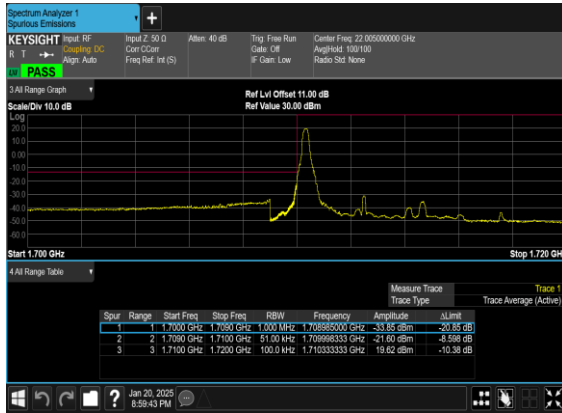 Spectrum Analyzer 1
Spurious Emissions
KEYSIGHT Input: RF Input Z: 50 Ω Atten: 40 dB Trig: Free Run Center Freq: 22.005000000 GHz
R T Coupling: DC Corr CCorr Gate: Off Avg|Hold: 100/100
Align: Auto Freq Ref: Int (S) IF Gain: Low Radio Std: None
PASS
3 All Range Graph
Ref Lvl Offset 11.00 dB
Scale/Div 10.0 dB Ref Value 30.00 dBm
Log
20.0
10.0
0.00
-10.0
-20.0
-30.0
-40.0
-50.0
-60.0
Start 1.700 GHz Stop 1.720 GH
4 All Range Table
Measure Trace Trace 1
Trace Type Trace Average (Active)
Spur Range Start Freq Stop Freq RBW Frequency Amplitude ΔLimit
1 1 1.7000 GHz 1.7090 GHz 1.000 MHz 1.708985000 GHz -33.85 dBm -20.85 dB
2 2 1.7090 GHz 1.7100 GHz 51.00 kHz 1.709998333 GHz -21.60 dBm -8.598 dB
3 3 1.7100 GHz 1.7200 GHz 100.0 kHz 1.710333333 GHz 19.62 dBm -10.38 dB
Jan 20, 2025
8:59:43 PM